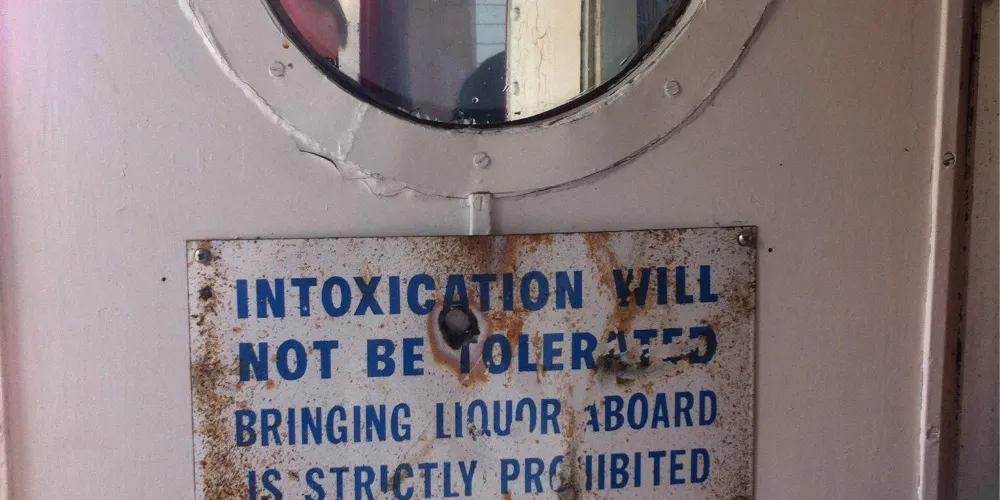 INTOXICATION WILL
NOT BE TOLERATED
BRINGING LIQUOR ABOARD
IS STRICTLY PROHIBITED